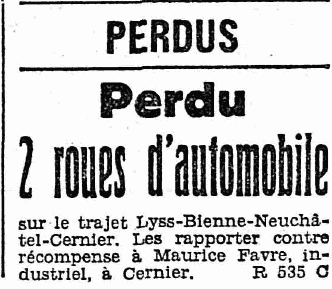 PERDUS
Perdu
2 roues d'automobile
sur le trajet Lyss-Bienne-Neuchâ-
tel-Cernier. Les rapporter contre
récompense à Maurice Favre, in-
dustriel, à Cernier. R 535 C